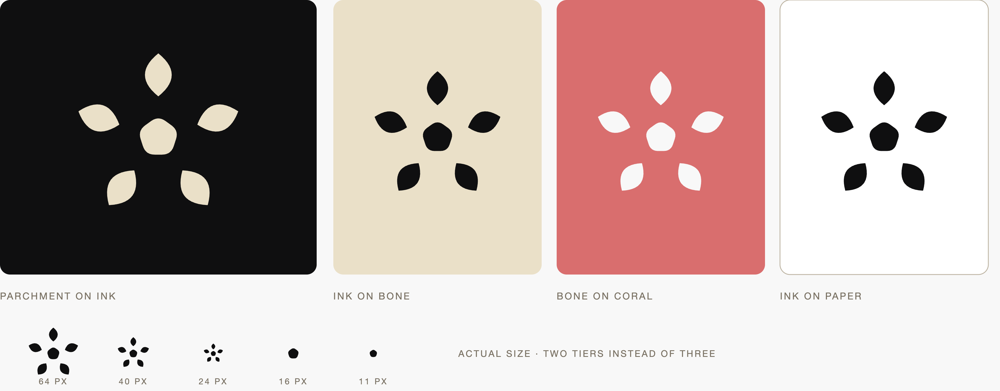 PARCHMENT ON INK
INK ON BONE
BONE ON CORAL
INK ON PAPER
ACTUAL SIZE · TWO TIERS INSTEAD OF THREE
64 PX
40 PX
24 PX
16 PX
11 PX